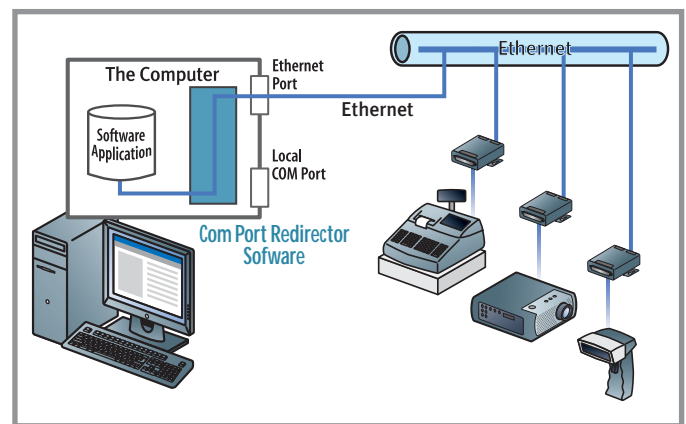 The Computer
Software
Application
Ethernet
Port
Local
COM Port
Ethernet
Ethernet
Com Port Redirector
Sofware